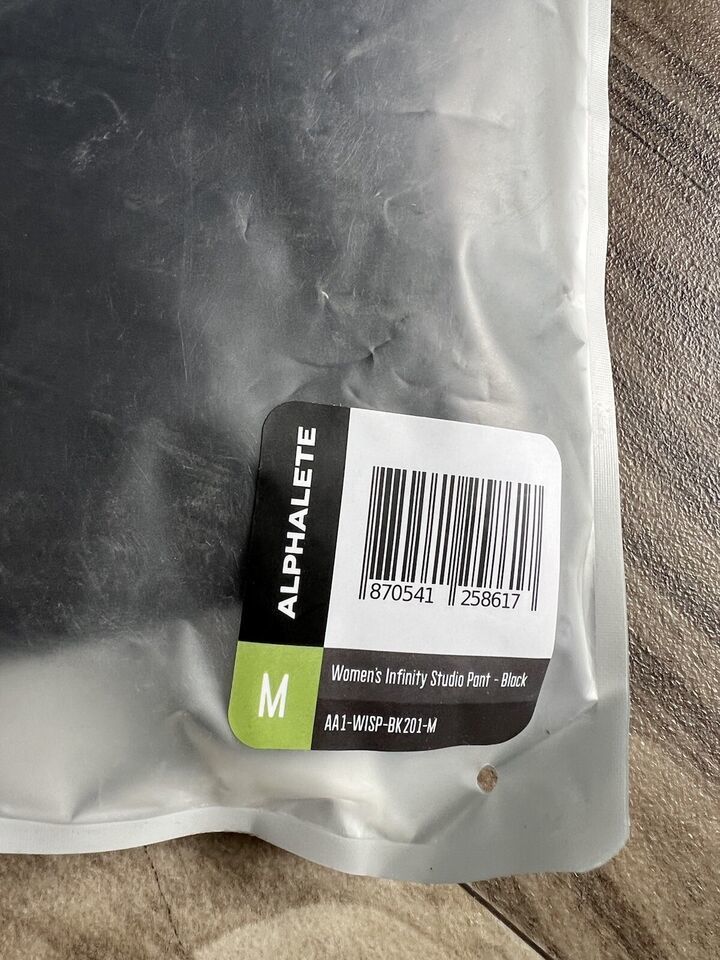 ALPHALETE
870541 258617
M
Women's Infinity Studio Pant - Black
AA1-WISP-BK201-M